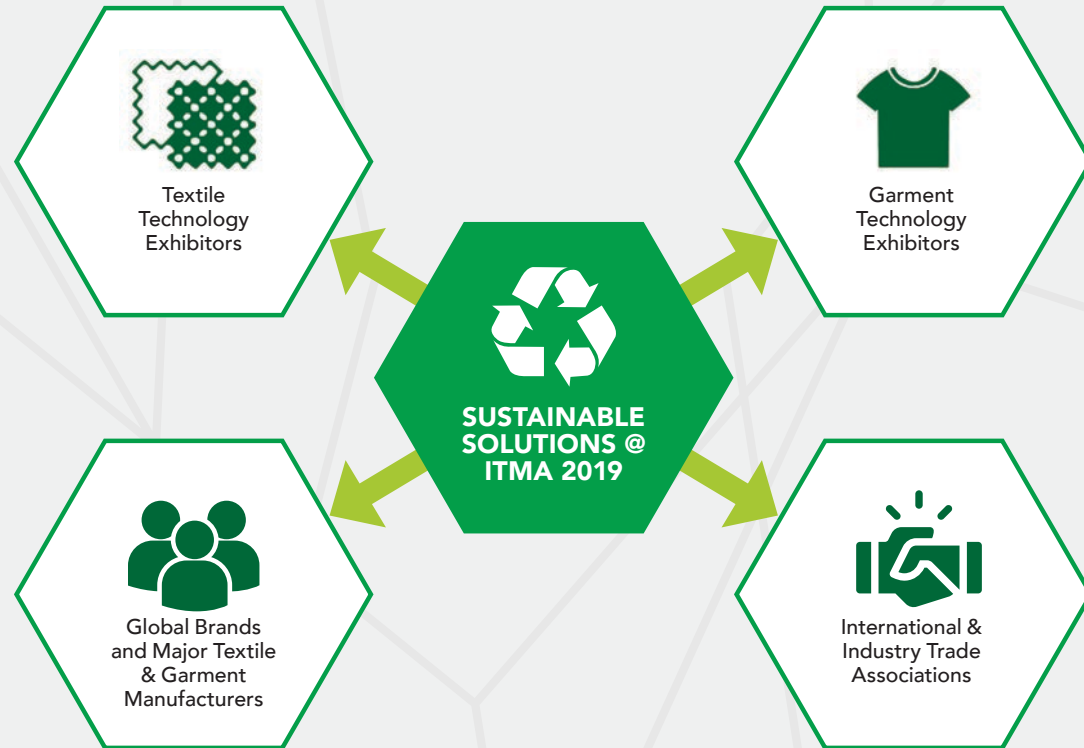 Textile
Technology
Exhibitors
Garment
Technology
Exhibitors
SUSTAINABLE
SOLUTIONS @
ITMA 2019
Global Brands
and Major Textile
& Garment
Manufacturers
International &
Industry Trade
Associations